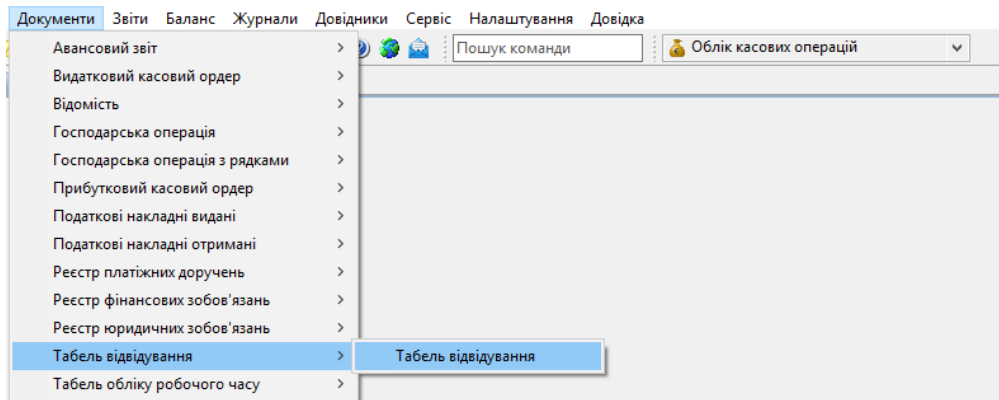 Документи Звіти Баланс Журнали Довідники Сервіс Налаштування Довідка
Пошук команди Облік касових операцій
Авансовий звіт
Видатковий касовий ордер
Відомість
Господарська операція
Господарська операція з рядками
Прибутковий касовий ордер
Податкові накладні видані
Податкові накладні отримані
Реєстр платіжних доручень
Реєстр фінансових зобов'язань
Реєстр юридичних зобов'язань
Табель відвідування Табель відвідування
Табель обліку робочого часу